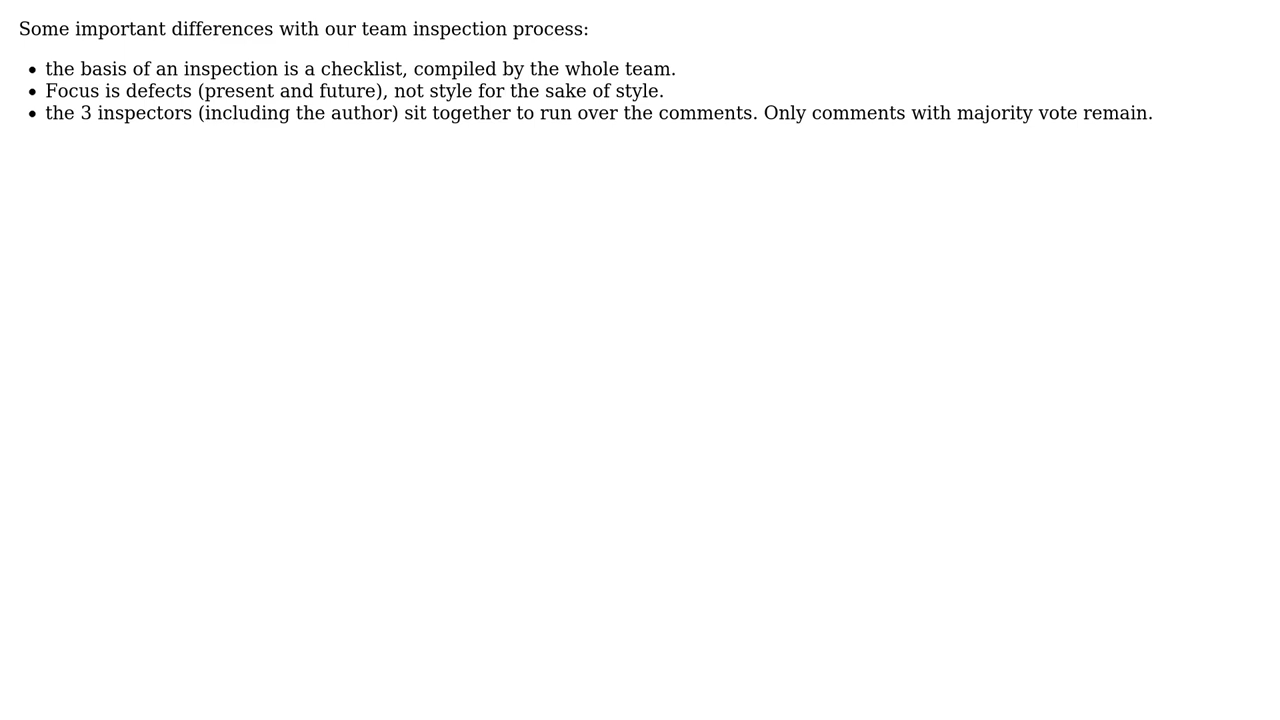 Some important differences with our team inspection process:
• the basis of an inspection is a checklist, compiled by the whole team.
• Focus is defects (present and future), not style for the sake of style.
• the 3 inspectors (including the author) sit together to run over the comments. Only comments with majority vote remain.